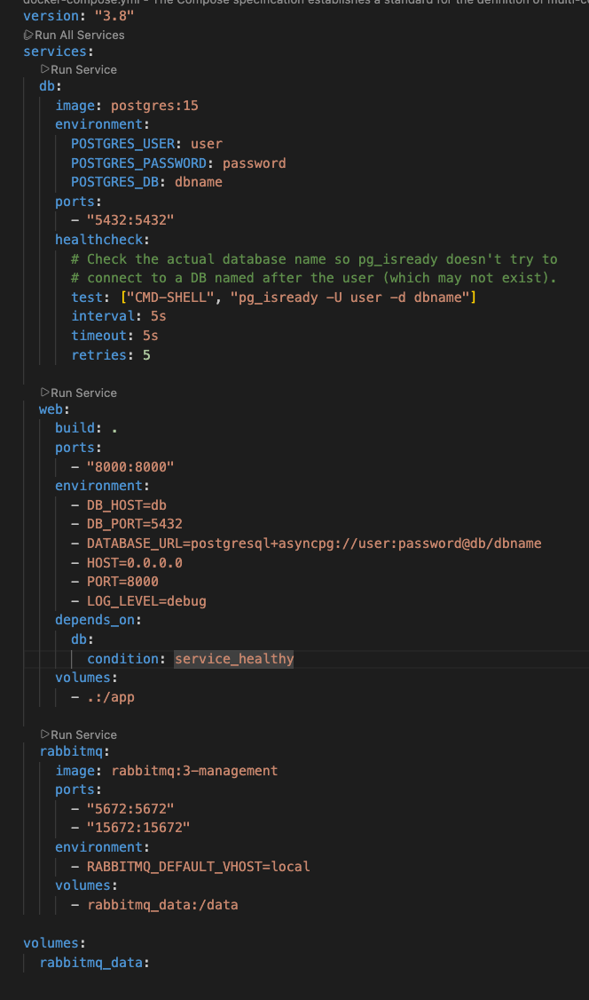 docker-compose.yml - The Compose specification establishes a standard for the definition of multi-co
version: "3.8"
▷Run All Services
services:
  ▷Run Service
  db:
    image: postgres:15
    environment:
      POSTGRES_USER: user
      POSTGRES_PASSWORD: password
      POSTGRES_DB: dbname
    ports:
      - "5432:5432"
    healthcheck:
      # Check the actual database name so pg_isready doesn't try to
      # connect to a DB named after the user (which may not exist).
      test: ["CMD-SHELL", "pg_isready -U user -d dbname"]
      interval: 5s
      timeout: 5s
      retries: 5
  ▷Run Service
  web:
    build: .
    ports:
      - "8000:8000"
    environment:
      - DB_HOST=db
      - DB_PORT=5432
      - DATABASE_URL=postgresql+asyncpg://user:password@db/dbname
      - HOST=0.0.0.0
      - PORT=8000
      - LOG_LEVEL=debug
    depends_on:
      db:
        condition: service_healthy
    volumes:
      - .:/app
  ▷Run Service
  rabbitmq:
    image: rabbitmq:3-management
    ports:
      - "5672:5672"
      - "15672:15672"
    environment:
      - RABBITMQ_DEFAULT_VHOST=local
    volumes:
      - rabbitmq_data:/data
volumes:
  rabbitmq_data: